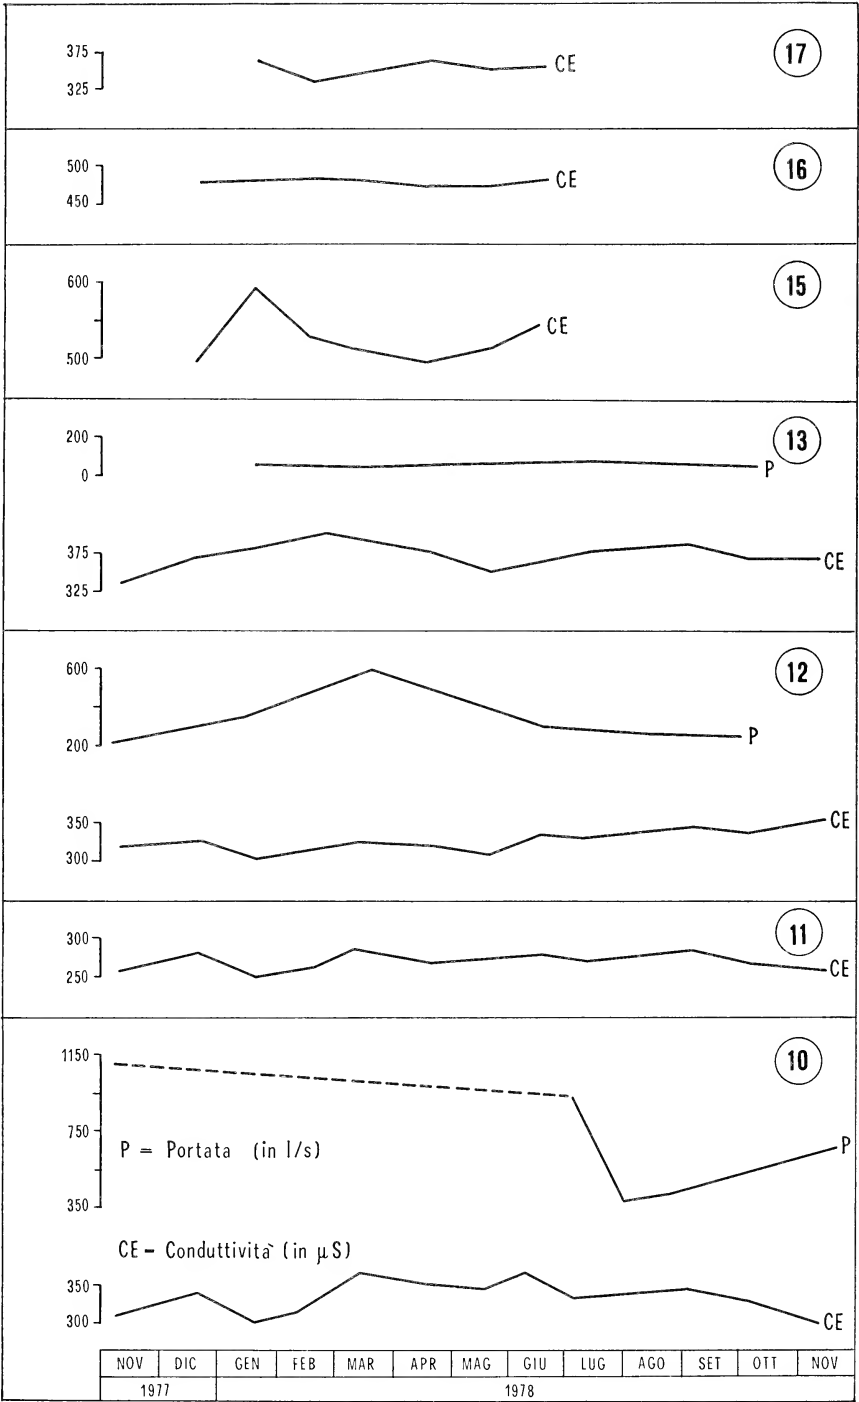 375
325
CE
17
500
450
CE
16
600
500
CE
15
200
0
P
13
375
325
CE
600
200
P
12
350
300
CE
300
250
CE
11
1150
750
350
P
10
P = Portata (in l/s)
CE – Conduttività (in μS)
350
300
CE
NOV DIC GEN FEB MAR APR MAG GIU LUG AGO SET OTT NOV
1977 1978